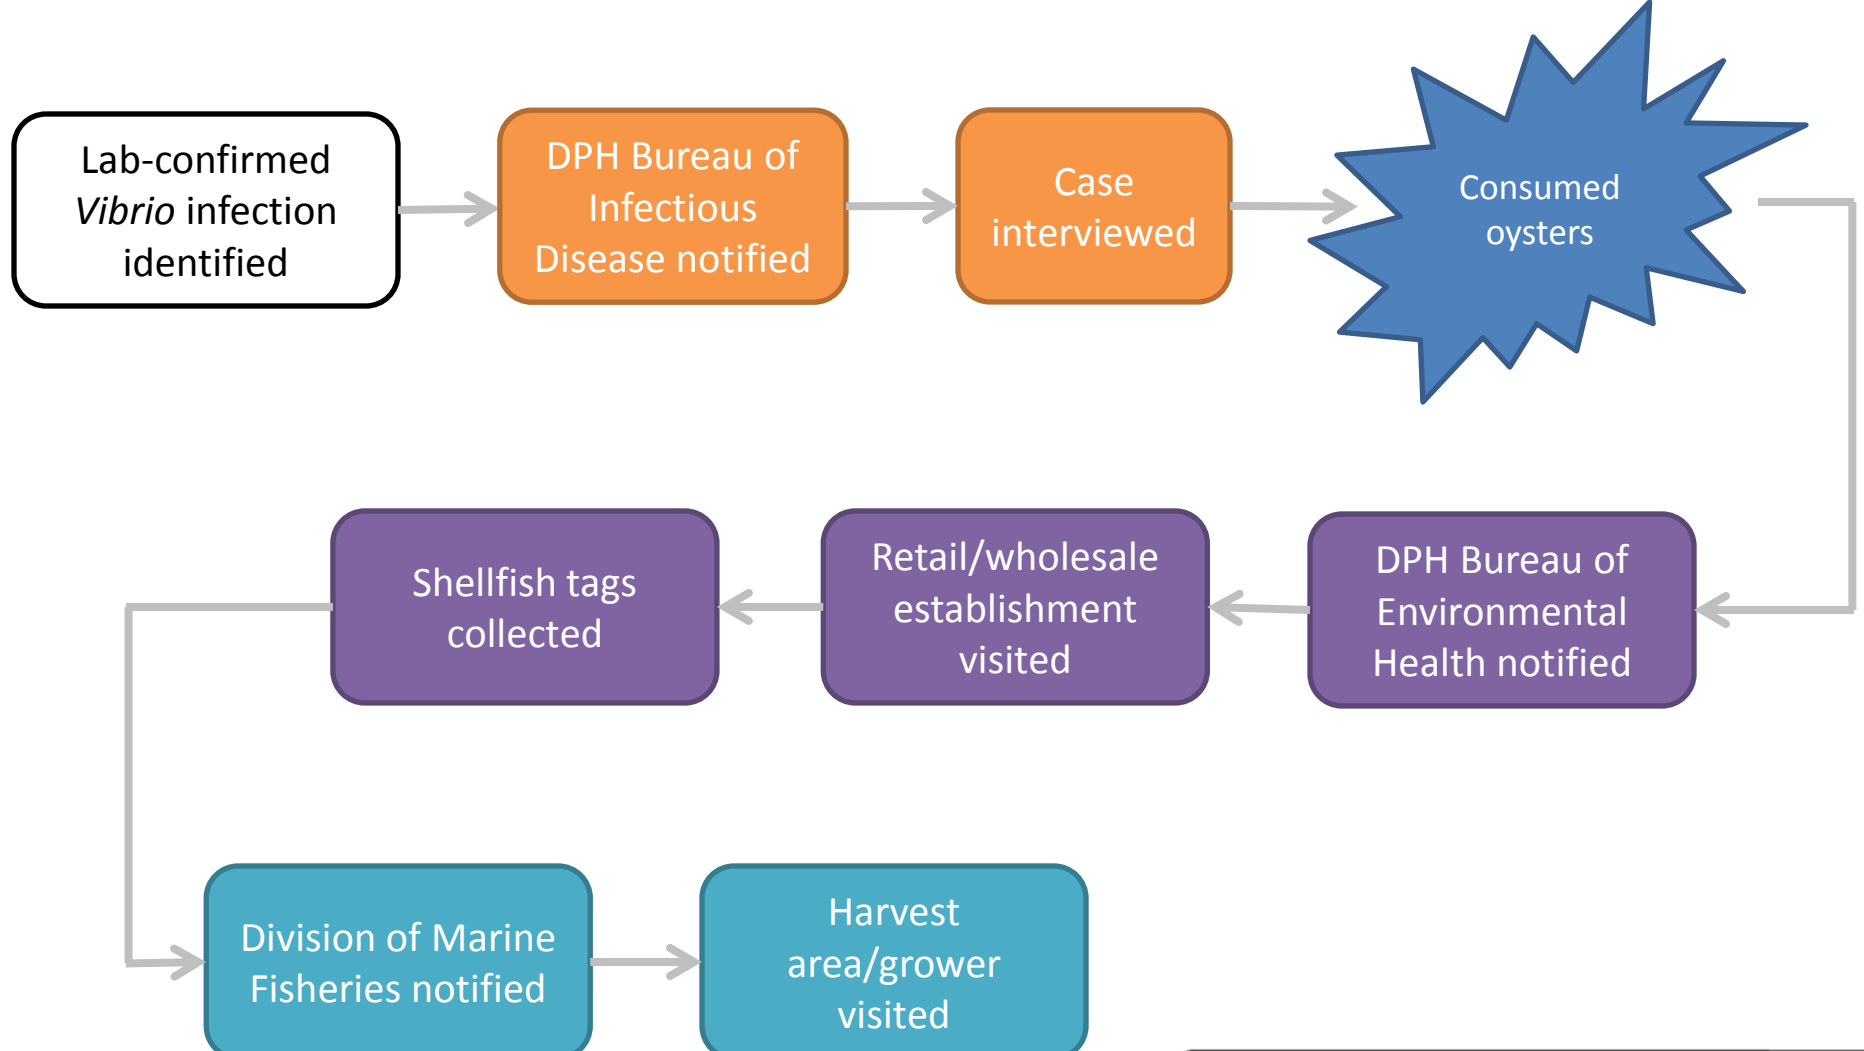 Lab-confirmed
Vibrio infection
identified
DPH Bureau of
Infectious
Disease notified
Case
interviewed
Consumed
oysters
DPH Bureau of
Environmental
Health notified
Retail/wholesale
establishment
visited
Shellfish tags
collected
Division of Marine
Fisheries notified
Harvest
area/grower
visited